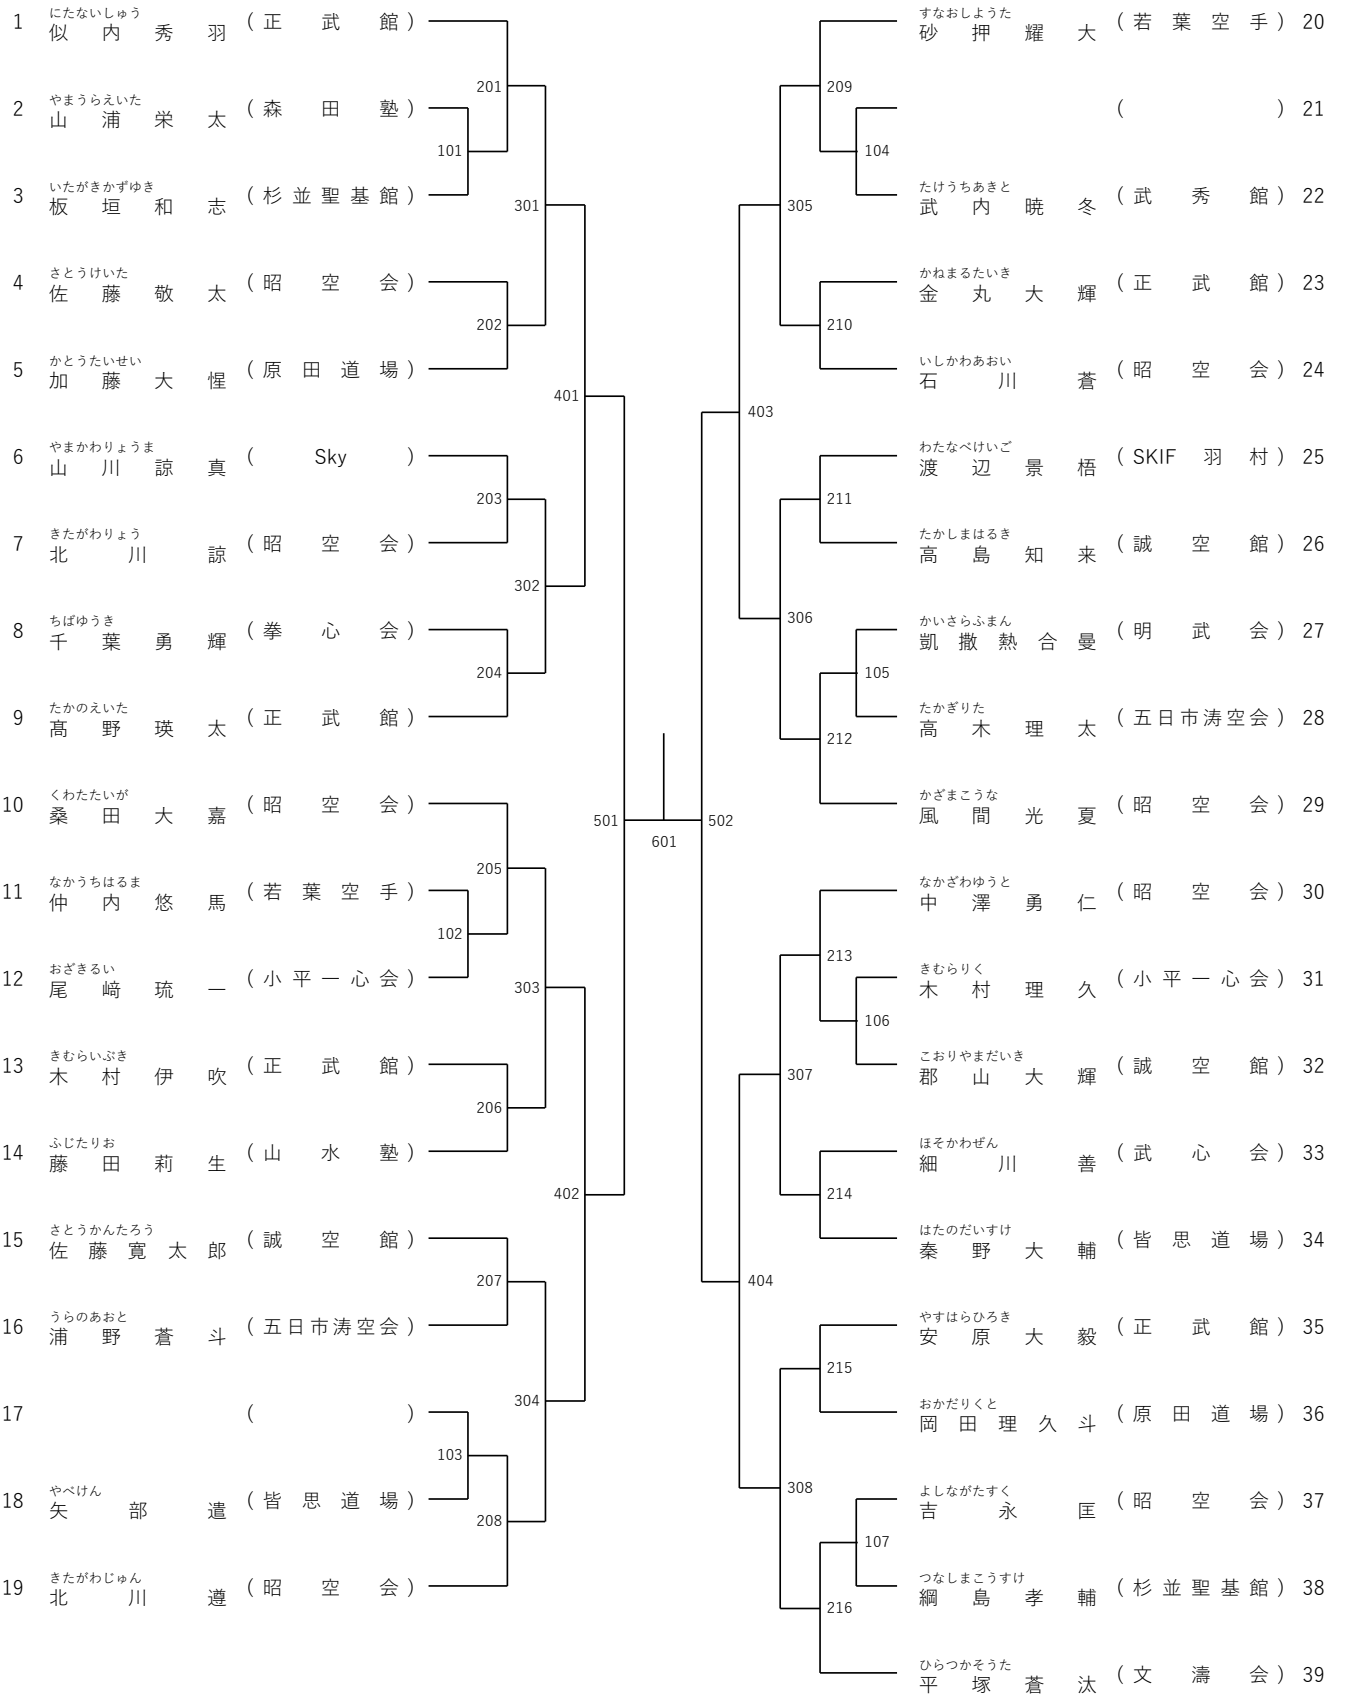 にたないしゅう
1 似内秀羽 (正武館)
201
やまうらえいた
2 山浦栄太 (森田塾)
101
いたがきかずゆき
3 板垣和志 (杉並聖基館)
301
さとうけいた
4 佐藤敬太 (昭空会)
202
かとうたいせい
5 加藤大惺 (原田道場)
401
やまかわりょうま
6 山川諒真 (Sky)
203
きたがわりょう
7 北川諒 (昭空会)
302
ちばゆうき
8 千葉勇輝 (拳心会)
204
たかのえいた
9 髙野瑛太 (正武館)
501
くわたたいが
10 桑田大嘉 (昭空会)
205
なかうちはるま
11 仲内悠馬 (若葉空手)
102
おざきるい
12 尾﨑琉一 (小平一心会)
303
きむらいぶき
13 木村伊吹 (正武館)
206
ふじたりお
14 藤田莉生 (山水塾)
402
さとうかんたろう
15 佐藤寛太郎 (誠空館)
207
うらのあおと
16 浦野蒼斗 (五日市涛空会)
304
17 ( )
103
やべけん
18 矢部遣 (皆思道場)
208
きたがわじゅん
19 北川遵 (昭空会)
601
すなおしようた
砂押耀大 (若葉空手) 20
209
( ) 21
104
たけうちあきと
武内暁冬 (武秀館) 22
305
かねまるたいき
金丸大輝 (正武館) 23
210
いしかわあおい
石川蒼 (昭空会) 24
403
わたなべけいご
渡辺景悟 (SKIF羽村) 25
211
たかしまはるき
高島知来 (誠空館) 26
306
かいさらふまん
凱撒熱合曼 (明武会) 27
105
たかぎりた
高木理太 (五日市涛空会) 28
212
かざまこうな
風間光夏 (昭空会) 29
502
なかざわゆうと
中澤勇仁 (昭空会) 30
213
きむらりく
木村理久 (小平一心会) 31
106
こおりやまだいき
郡山大輝 (誠空館) 32
307
ほそかわぜん
細川善 (武心会) 33
214
はたのだいすけ
秦野大輔 (皆思道場) 34
404
やすはらひろき
安原大毅 (正武館) 35
215
おかだりくと
岡田理久斗 (原田道場) 36
308
よしながたすく
吉永匡 (昭空会) 37
107
つなしまこうすけ
綱島孝輔 (杉並聖基館) 38
216
ひらつかそうた
平塚蒼汰 (文濤会) 39